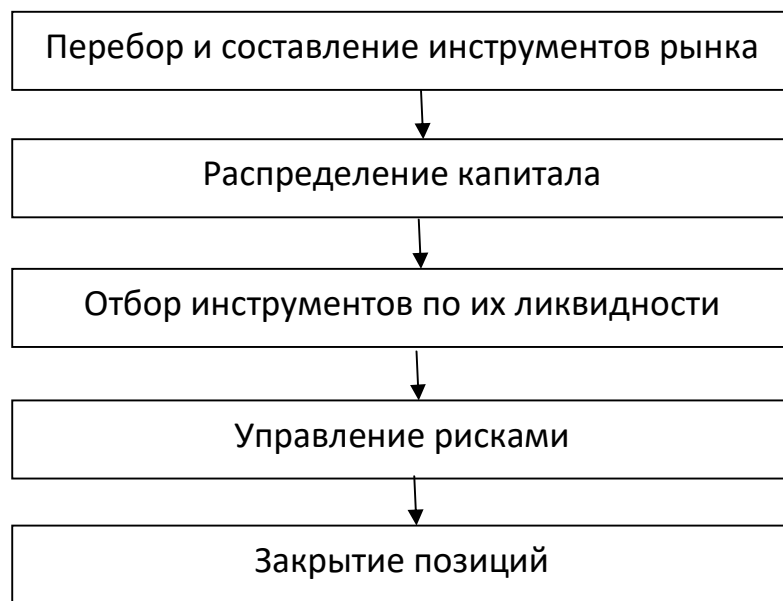 Перебор и составление инструментов рынка
Распределение капитала
Отбор инструментов по их ликвидности
Управление рисками
Закрытие позиций